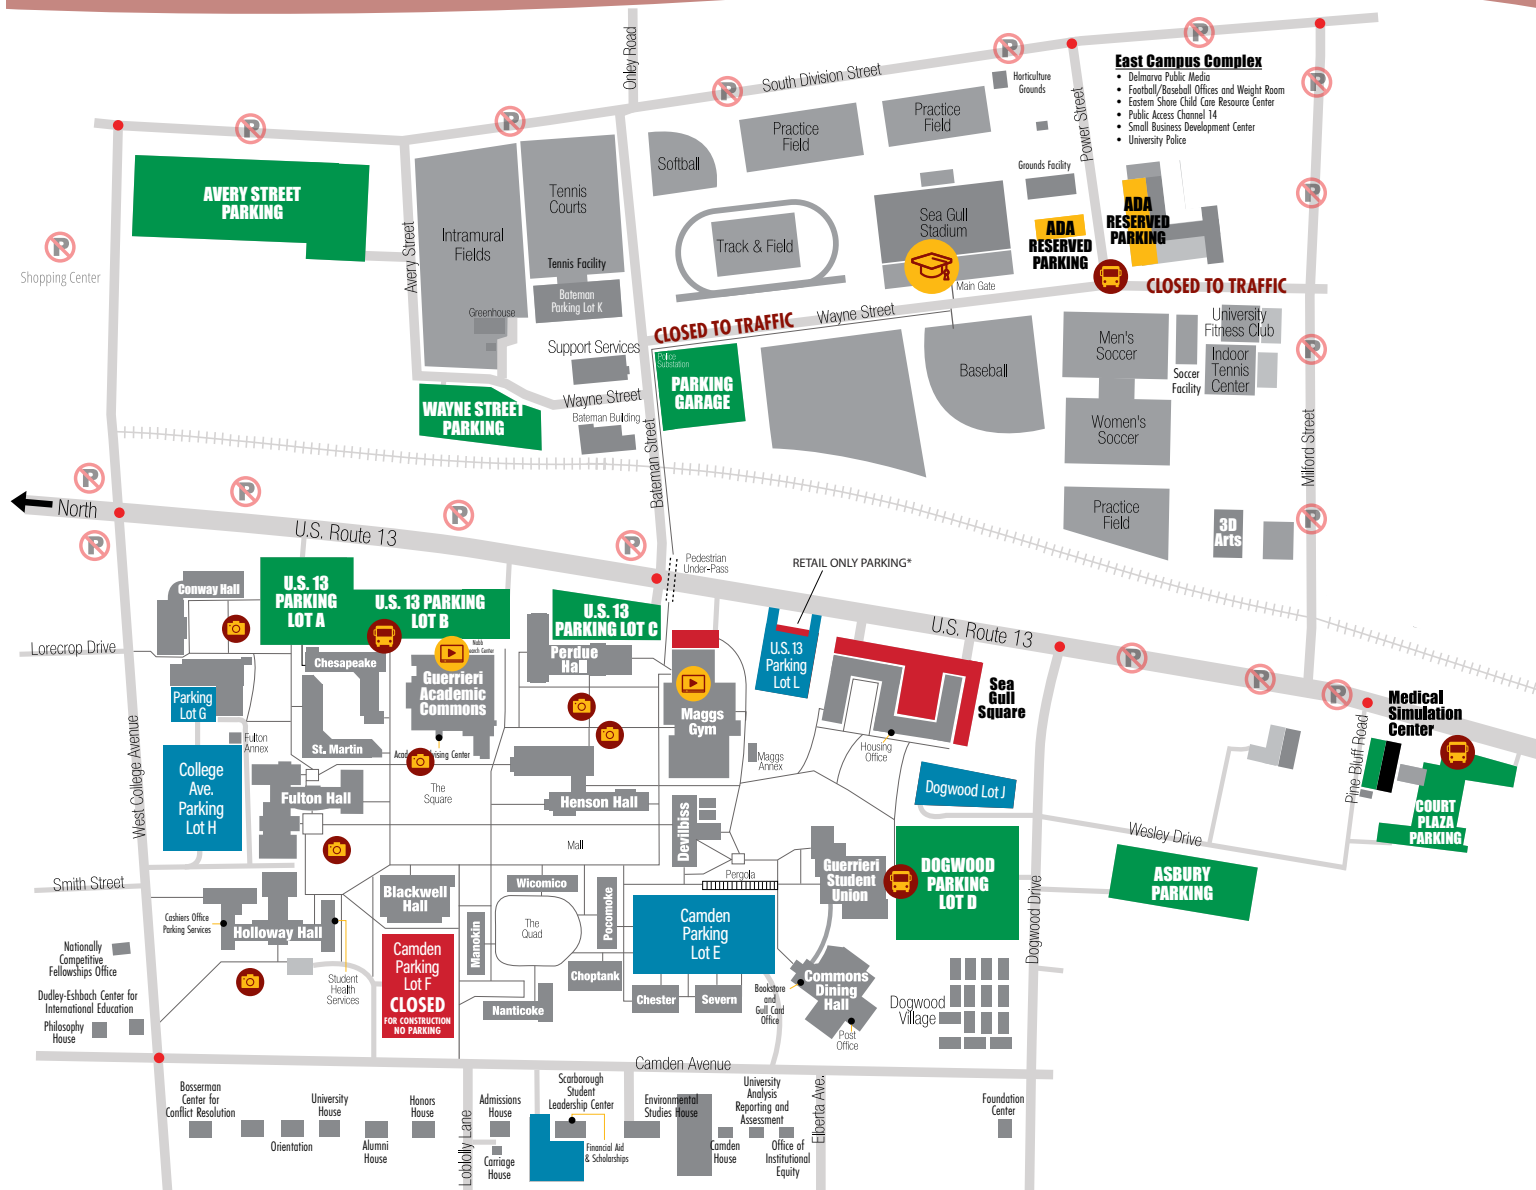 Onley Road
South Division Street
Horticulture
Grounds
East Campus Complex
• Delmarva Public Media
• Football/Baseball Offices and Weight Room
• Eastern Shore Child Care Resource Center
• Public Access Channel 14
• Small Business Development Center
• University Police
Practice
Field
Practice
Field
Power Street
Softball
Grounds Facility
AVERY STREET
PARKING
Tennis
Courts
Sea Gull
Stadium
ADA
RESERVED
PARKING
ADA
RESERVED
PARKING
Intramural
Fields
Track & Field
Avery Street
Shopping Center
Tennis Facility
Bateman
Parking Lot K
Main Gate
CLOSED TO TRAFFIC
Greenhouse
CLOSED TO TRAFFIC
Wayne Street
University
Fitness Club
Men's
Soccer
Support Services
Police
Substation
Indoor
Tennis
Center
Soccer
Facility
Baseball
PARKING
GARAGE
Wayne Street
WAYNE STREET
PARKING
Bateman Building
Women's
Soccer
Bateman Street
Milford Street
North
Practice
Field
3D
Arts
U.S. Route 13
Pedestrian
Under-Pass
RETAIL ONLY PARKING*
Conway Hall
U.S. 13
PARKING
LOT A
U.S. 13 PARKING
LOT B
U.S. 13
PARKING LOT C
U.S. Route 13
Lorecrop Drive
Chesapeake
Guerrieri
Academic
Commons
Perdue
Hall
U.S. 13
Parking
Lot L
Sea
Gull
Square
Parking
Lot G
Maggs
Gym
Medical
Simulation
Center
Fulton
Annex
St. Martin
Housing
Office
Maggs
Annex
Pine Bluff Road
West College Avenue
College
Ave.
Parking
Lot H
The
Square
Fulton Hall
Henson Hall
Dogwood Lot J
COURT
PLAZA
PARKING
Devilbiss
Mall
Wesley Drive
Smith Street
Pergola
Guerrieri
Student
Union
DOGWOOD
PARKING
LOT D
ASBURY
PARKING
Blackwell
Hall
Wicomico
Pocomoke
Manokin
The
Quad
Camden
Parking
Lot E
Cashiers Office
Parking Services
Holloway Hall
Dogwood Drive
Nationally
Competitive
Fellowships Office
Camden
Parking
Lot F
CLOSED
FOR CONSTRUCTION
NO PARKING
Student
Health
Services
Choptank
Commons
Dining
Hall
Bookstore
and
Gull Card
Office
Dudley-Eshbach Center for
International Education
Chester
Severn
Nanticoke
Dogwood
Village
Philosophy
House
Post
Office
Camden Avenue
Bosserman
Center for
Conflict Resolution
University
House
Honors
House
Admissions
House
Scarborough
Student
Leadership Center
Environmental
Studies House
University
Analysis
Reporting and
Assessment
Elberta Ave.
Foundation
Center
Orientation
Alumni
House
Loblolly Lane
Carriage
House
Financial Aid
& Scholarships
Camden
House
Office of
Institutional
Equity